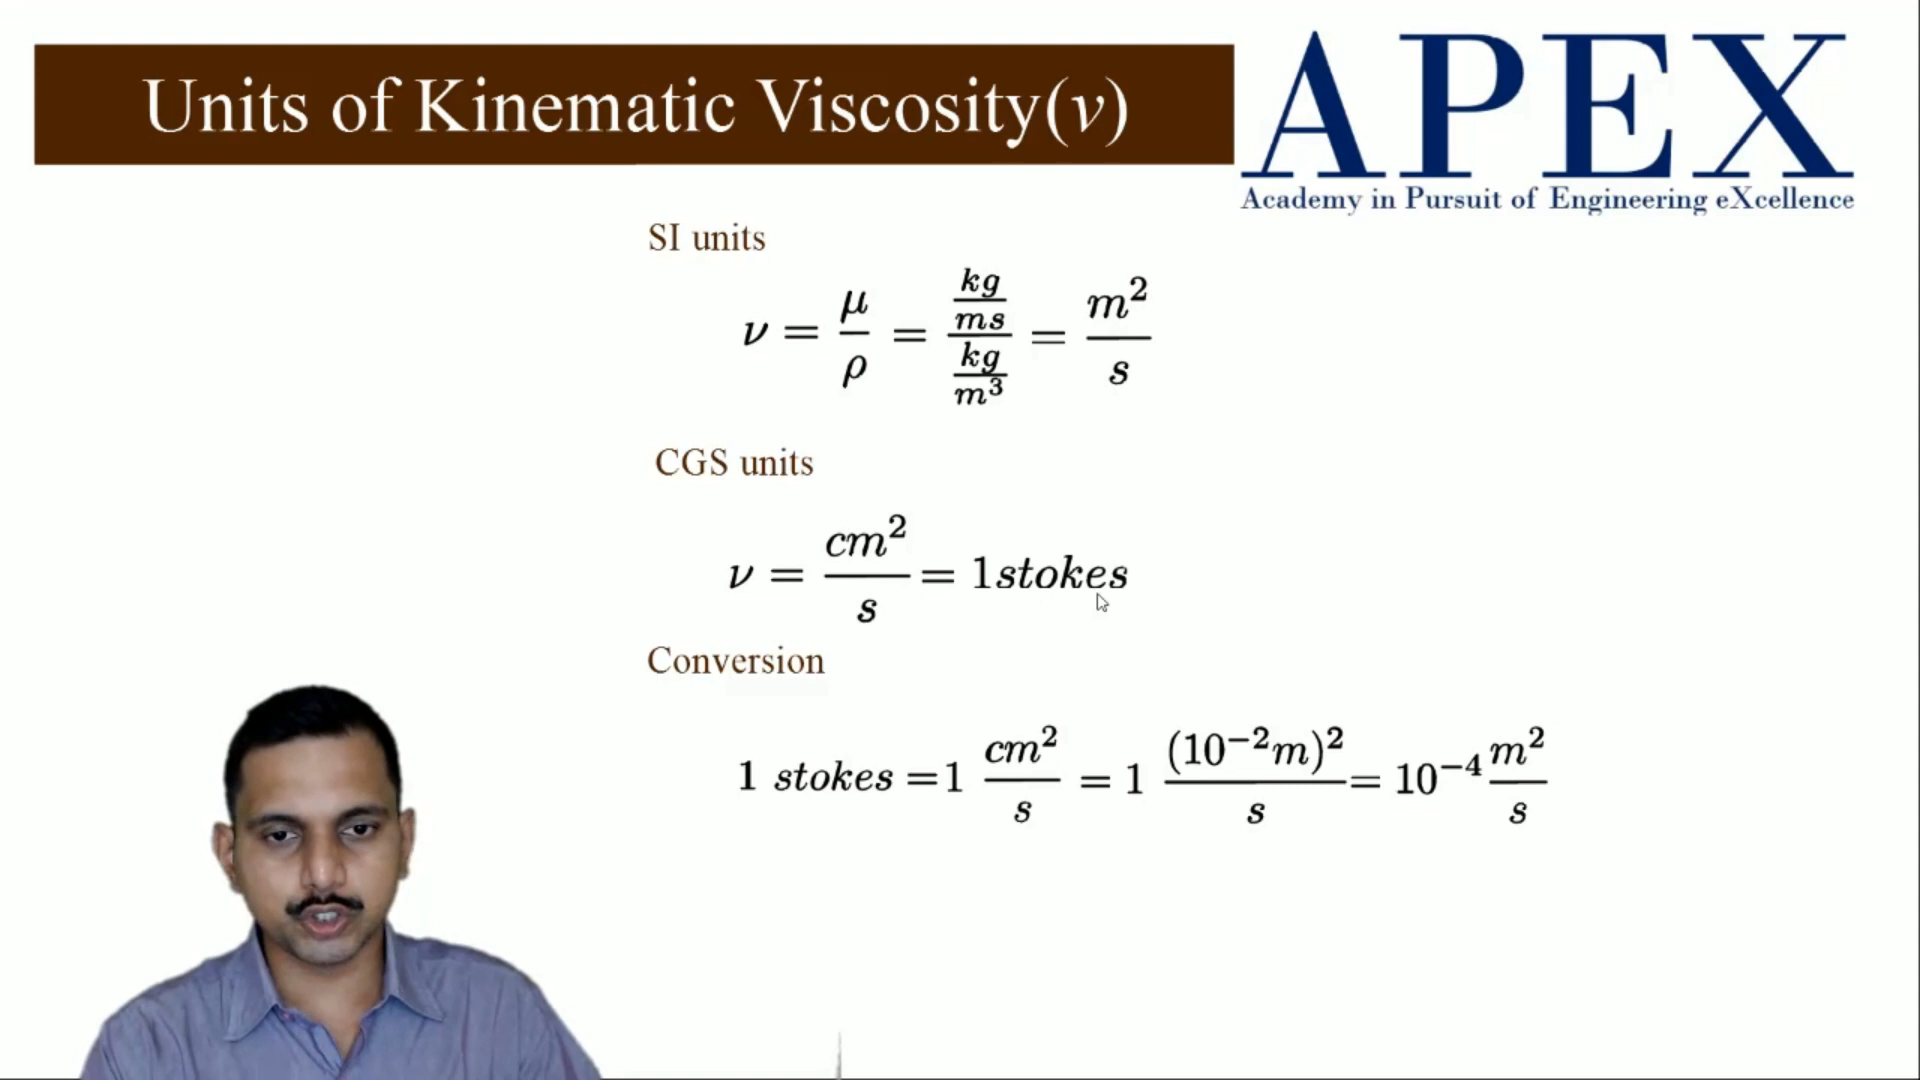 Units of Kinematic Viscosity(ν)
APEX
Academy in Pursuit of Engineering eXcellence
SI units
ν = μ/ρ = (kg/ms)/(kg/m³) = m²/s
CGS units
ν = cm²/s = 1stokes
Conversion
1 stokes =1 cm²/s = 1 (10⁻²m)²/s = 10⁻⁴ m²/s